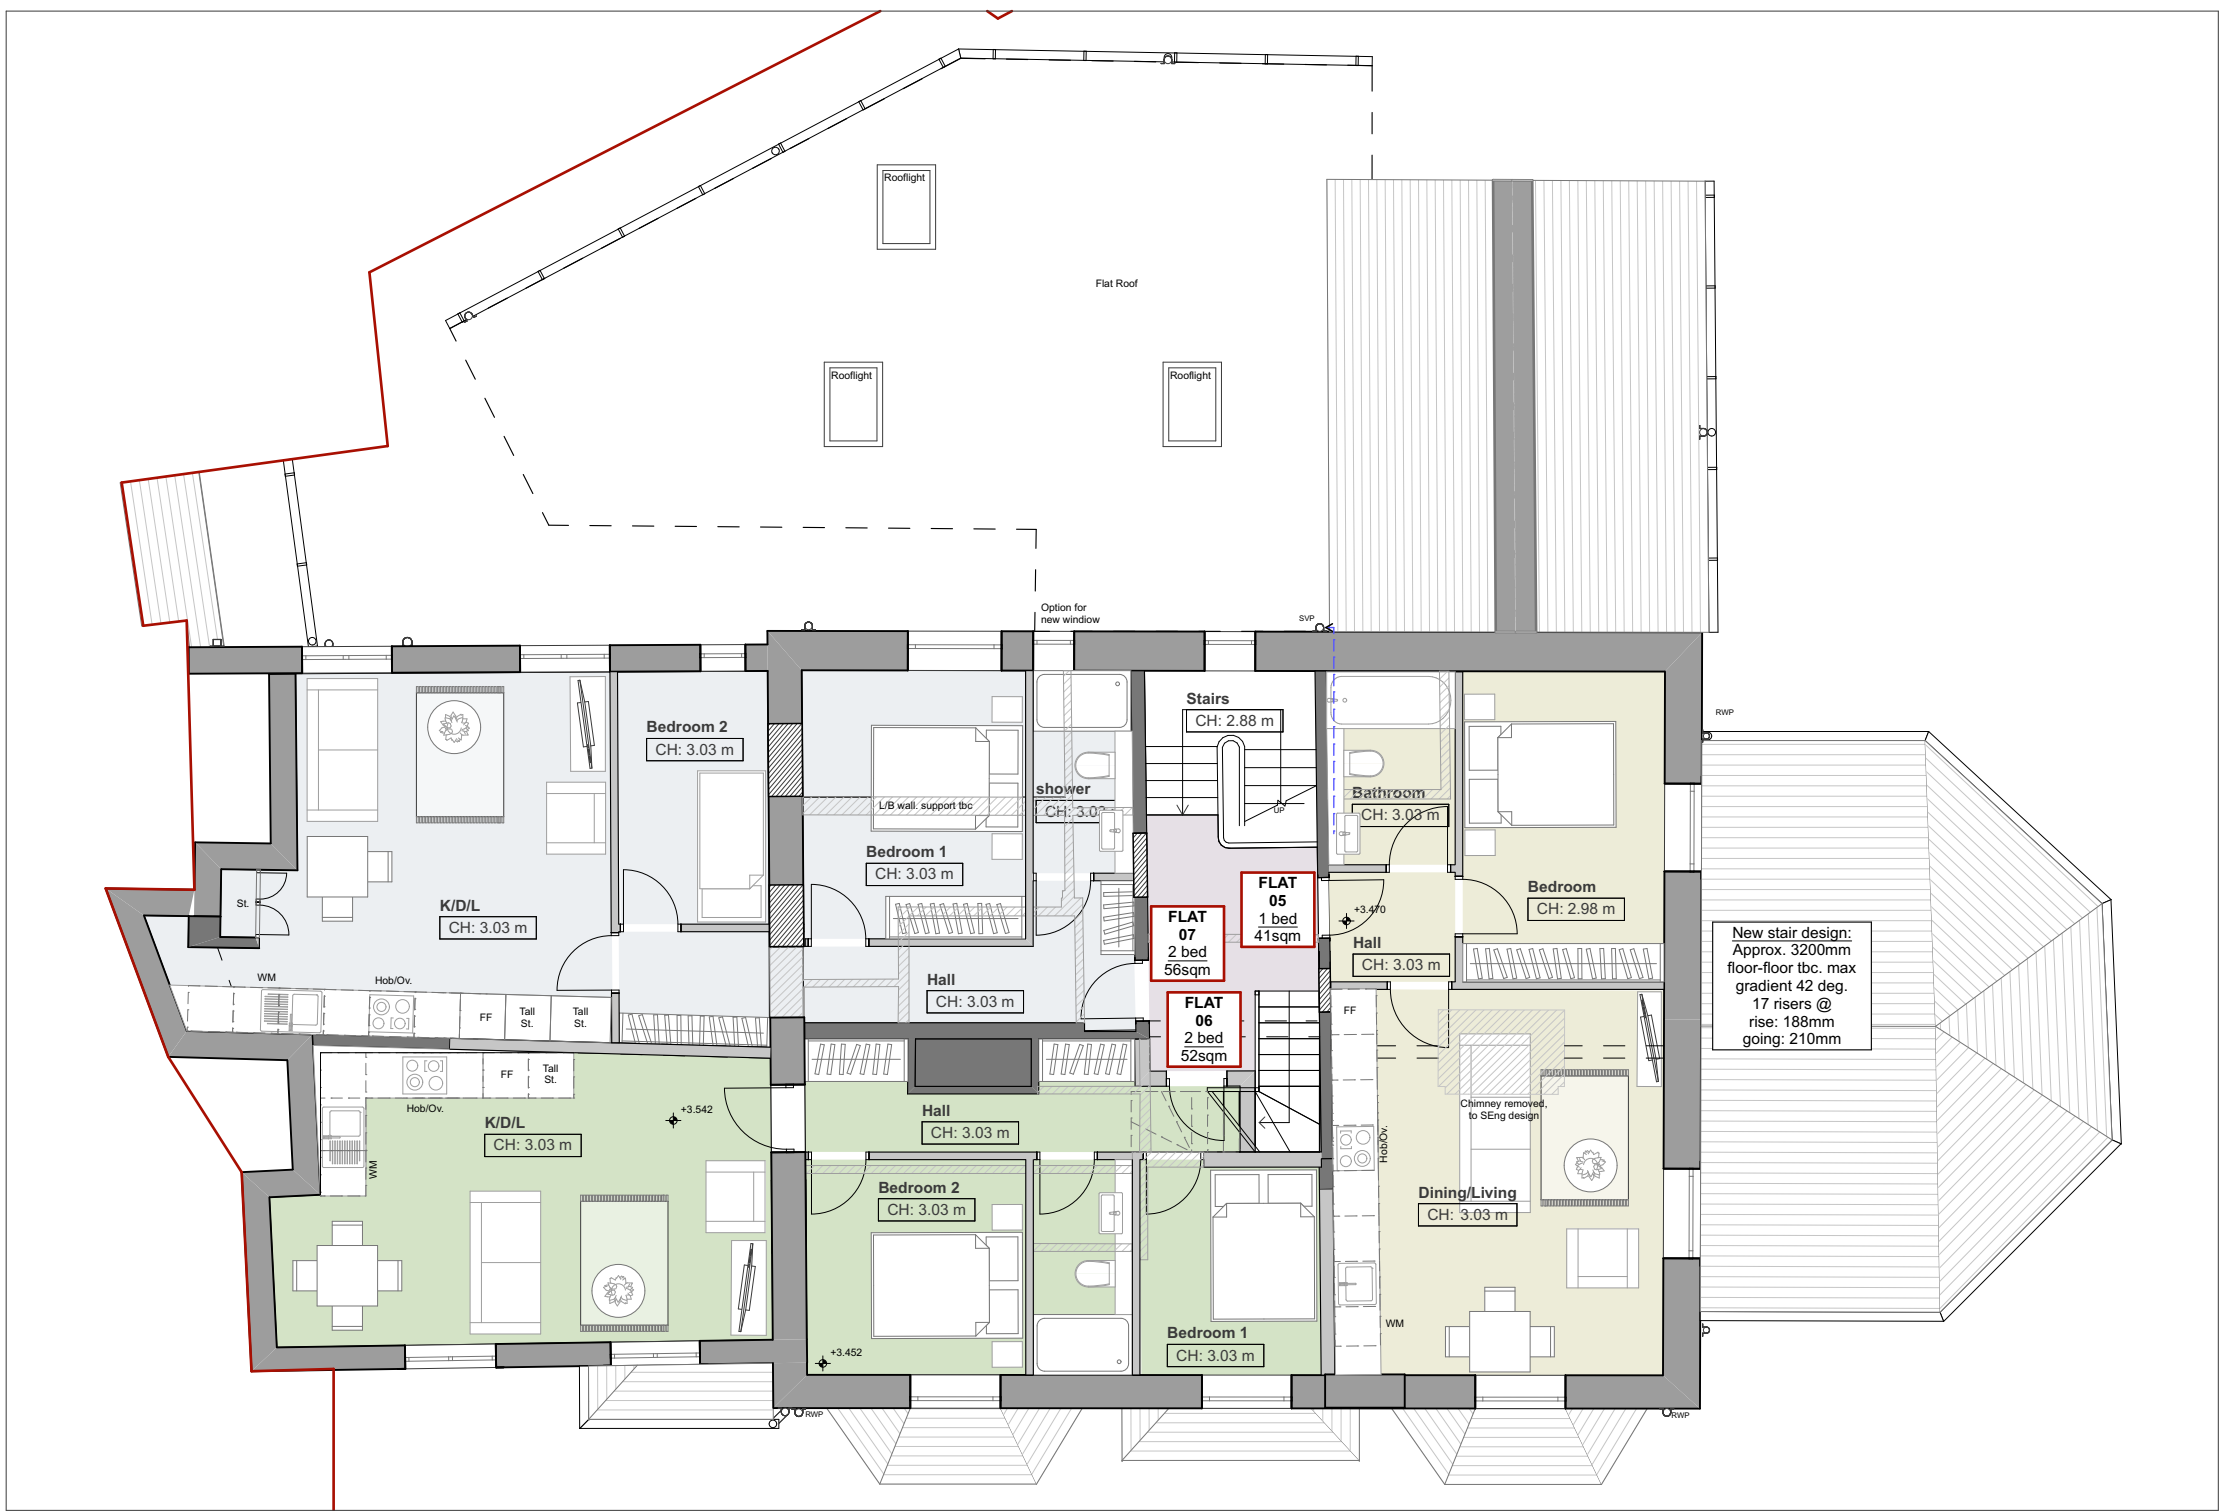 Rooflight
Flat Roof
Rooflight
Rooflight
Option for
new windiow
SVP
Stairs
CH: 2.88 m
UP
RWP
Bedroom 2
CH: 3.03 m
L/B wall. support tbc
shower
CH: 3.03
Bathroom
CH: 3.03 m
Bedroom 1
CH: 3.03 m
K/D/L
CH: 3.03 m
St.
WM
Hob/Ov.
FF
Tall
St.
Tall
St.
Hall
CH: 3.03 m
FLAT
07
2 bed
56sqm
FLAT
05
1 bed
41sqm
FLAT
06
2 bed
52sqm
+3.470
Hall
CH: 3.03 m
Bedroom
CH: 2.98 m
New stair design:
Approx. 3200mm
floor-floor tbc. max
gradient 42 deg.
17 risers @
rise: 188mm
going: 210mm
FF
Hob/Ov.
FF
Tall
St.
WM
K/D/L
CH: 3.03 m
+3.542
Hall
CH: 3.03 m
Chimney removed,
to SEng design
Hob/Ov.
Dining/Living
CH: 3.03 m
Bedroom 2
CH: 3.03 m
Bedroom 1
CH: 3.03 m
WM
+3.452
RWP
RWP